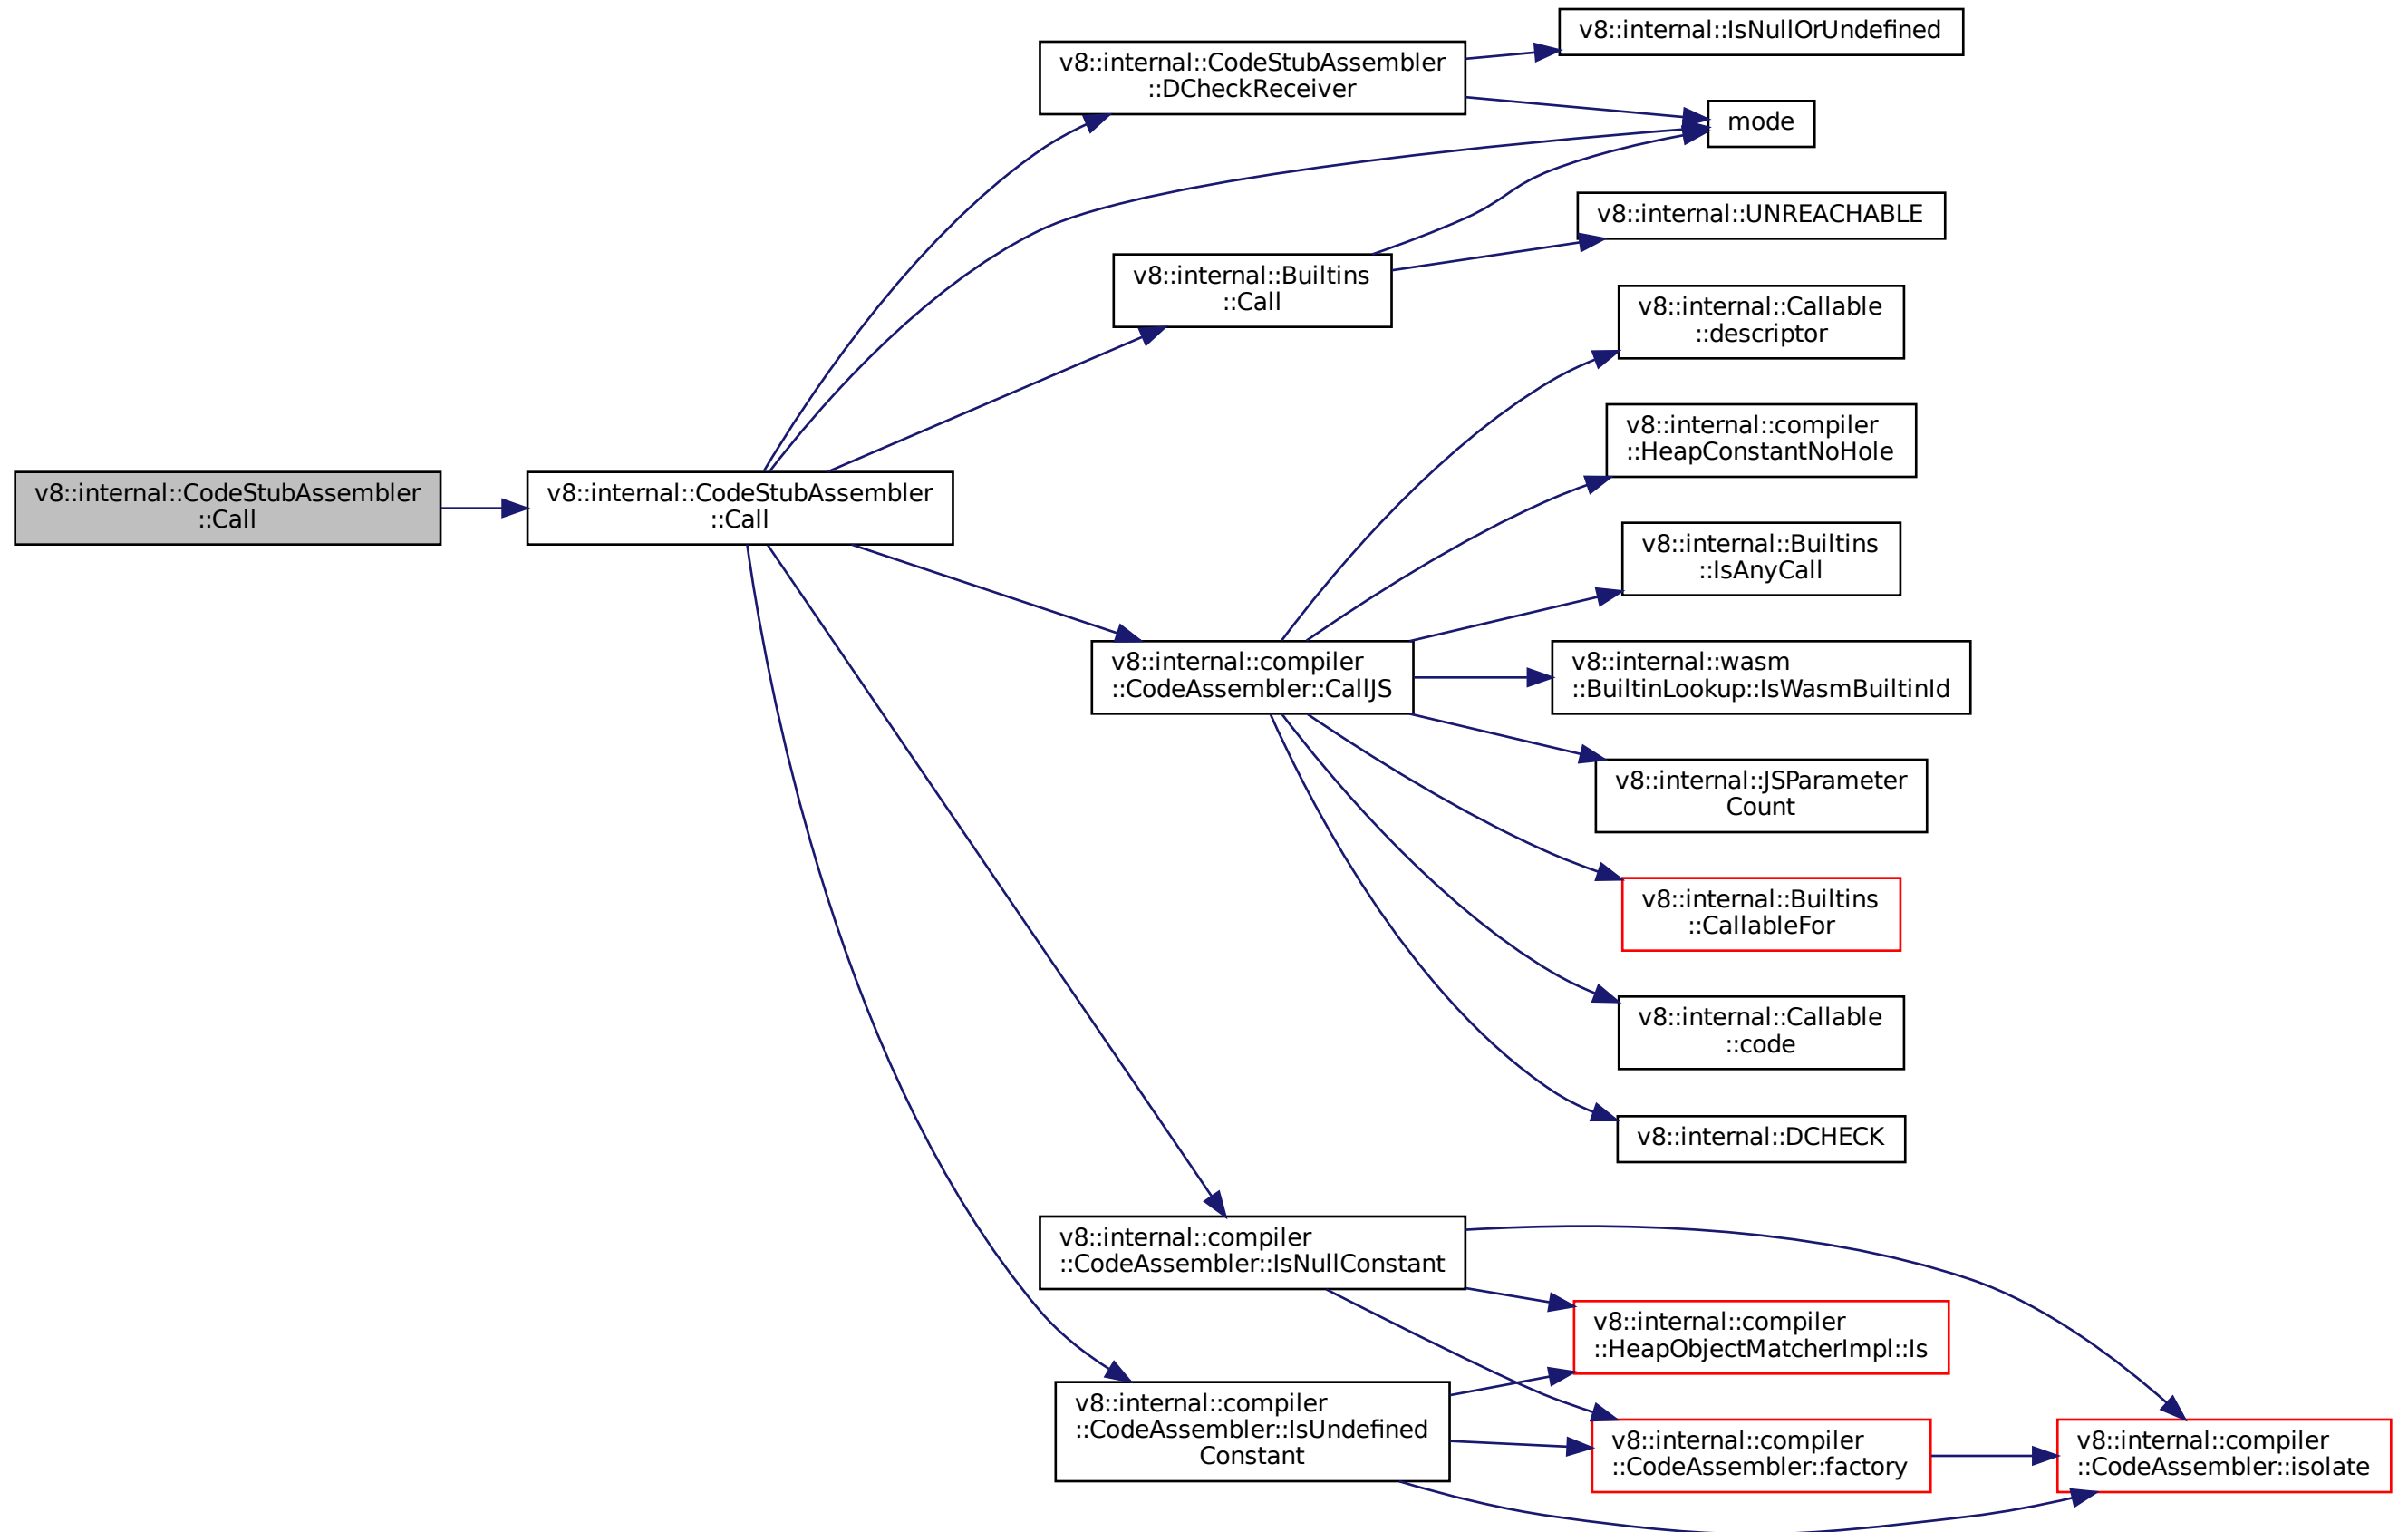 v8::internal::CodeStubAssembler
::Call
v8::internal::CodeStubAssembler
::Call
v8::internal::CodeStubAssembler
::DCheckReceiver
v8::internal::IsNullOrUndefined
mode
v8::internal::Builtins
::Call
v8::internal::UNREACHABLE
v8::internal::compiler
::CodeAssembler::CallJS
v8::internal::Callable
::descriptor
v8::internal::compiler
::HeapConstantNoHole
v8::internal::Builtins
::IsAnyCall
v8::internal::wasm
::BuiltinLookup::IsWasmBuiltinId
v8::internal::JSParameter
Count
v8::internal::Builtins
::CallableFor
v8::internal::Callable
::code
v8::internal::DCHECK
v8::internal::compiler
::CodeAssembler::IsNullConstant
v8::internal::compiler
::HeapObjectMatcherImpl::Is
v8::internal::compiler
::CodeAssembler::IsUndefined
Constant
v8::internal::compiler
::CodeAssembler::factory
v8::internal::compiler
::CodeAssembler::isolate